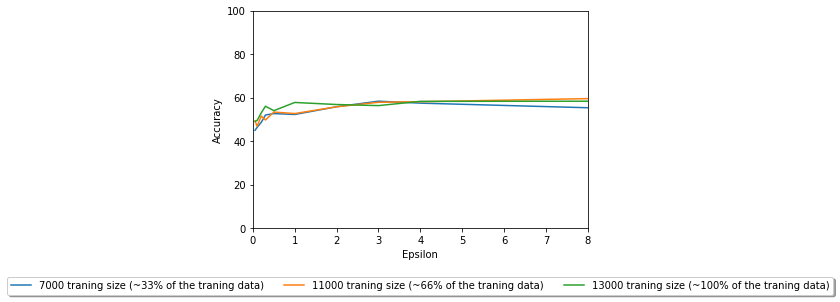 100
80
60
40
20
0
Accuracy
0 1 2 3 4 5 6 7 8
Epsilon
7000 traning size (~33% of the traning data) 11000 traning size (~66% of the traning data) 13000 traning size (~100% of the traning data)